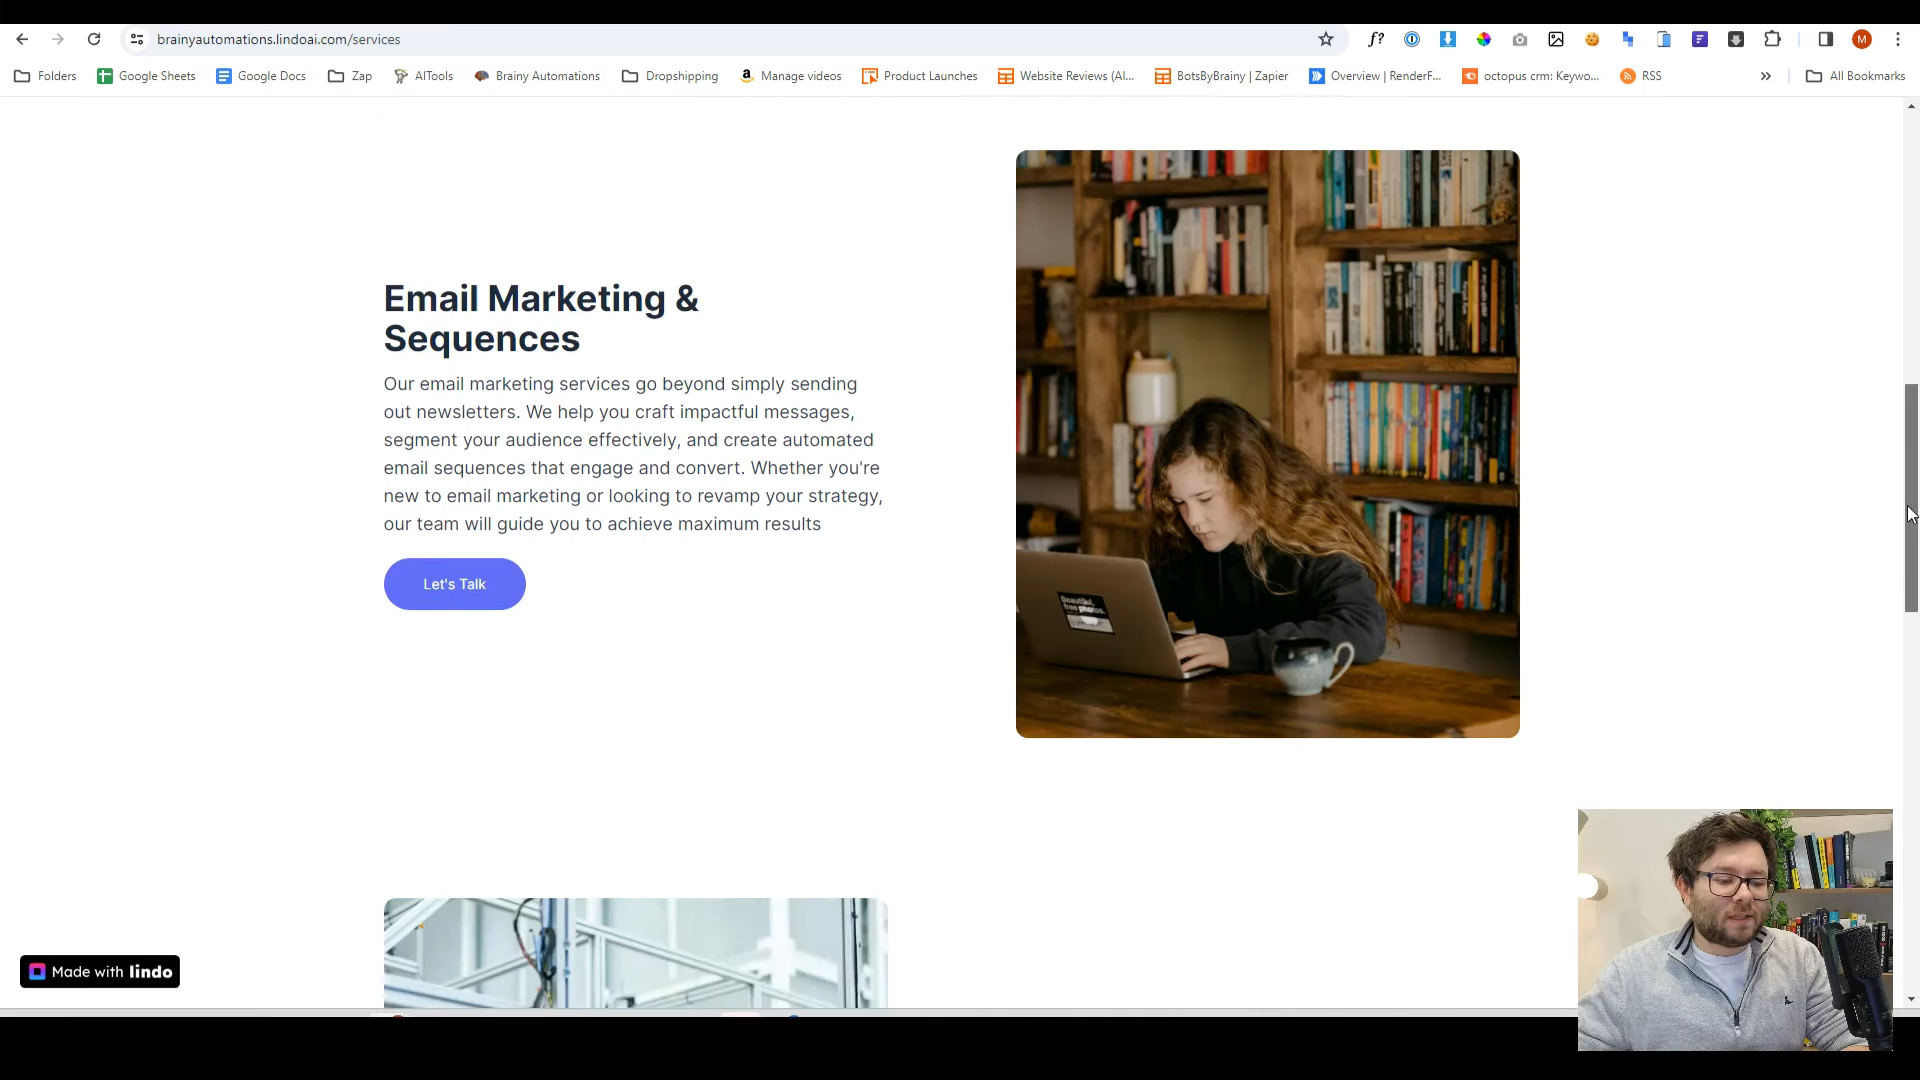 brainyautomations.lindoai.com/services
f?
M
Folders
Google Sheets
Google Docs
Zap
AITools
Brainy Automations
Dropshipping
Manage videos
Product Launches
Website Reviews (Al...
BotsByBrainy | Zapier
Overview | RenderF...
octopus crm: Keywo...
RSS
All Bookmarks
Email Marketing &
Sequences
Our email marketing services go beyond simply sending
out newsletters. We help you craft impactful messages,
segment your audience effectively, and create automated
email sequences that engage and convert. Whether you're
new to email marketing or looking to revamp your strategy,
our team will guide you to achieve maximum results
Let's Talk
Beautiful,
free photos.
Made with lindo